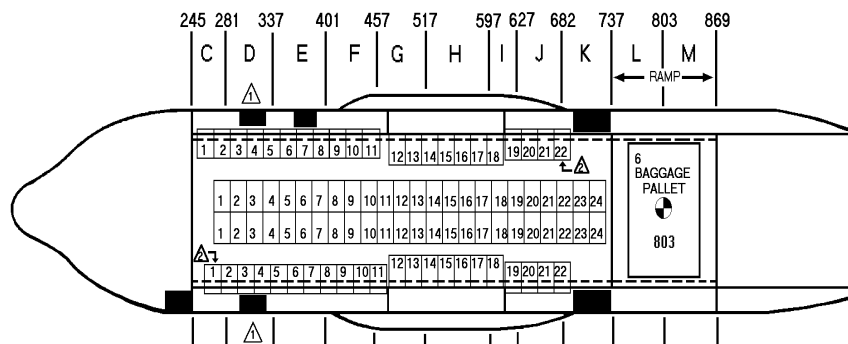 245 281 337 401 457 517 597 627 682 737 803 869
C D E F G H I J K L M
RAMP
1
1 2 3 4 5 6 7 8 9 10 11 12 13 14 15 16 17 18 19 20 21 22
2
6
BAGGAGE
PALLET
803
1 2 3 4 5 6 7 8 9 10 11 12 13 14 15 16 17 18 19 20 21 22 23 24
1 2 3 4 5 6 7 8 9 10 11 12 13 14 15 16 17 18 19 20 21 22 23 24
2
1 2 3 4 5 6 7 8 9 10 11 12 13 14 15 16 17 18 19 20 21 22
1